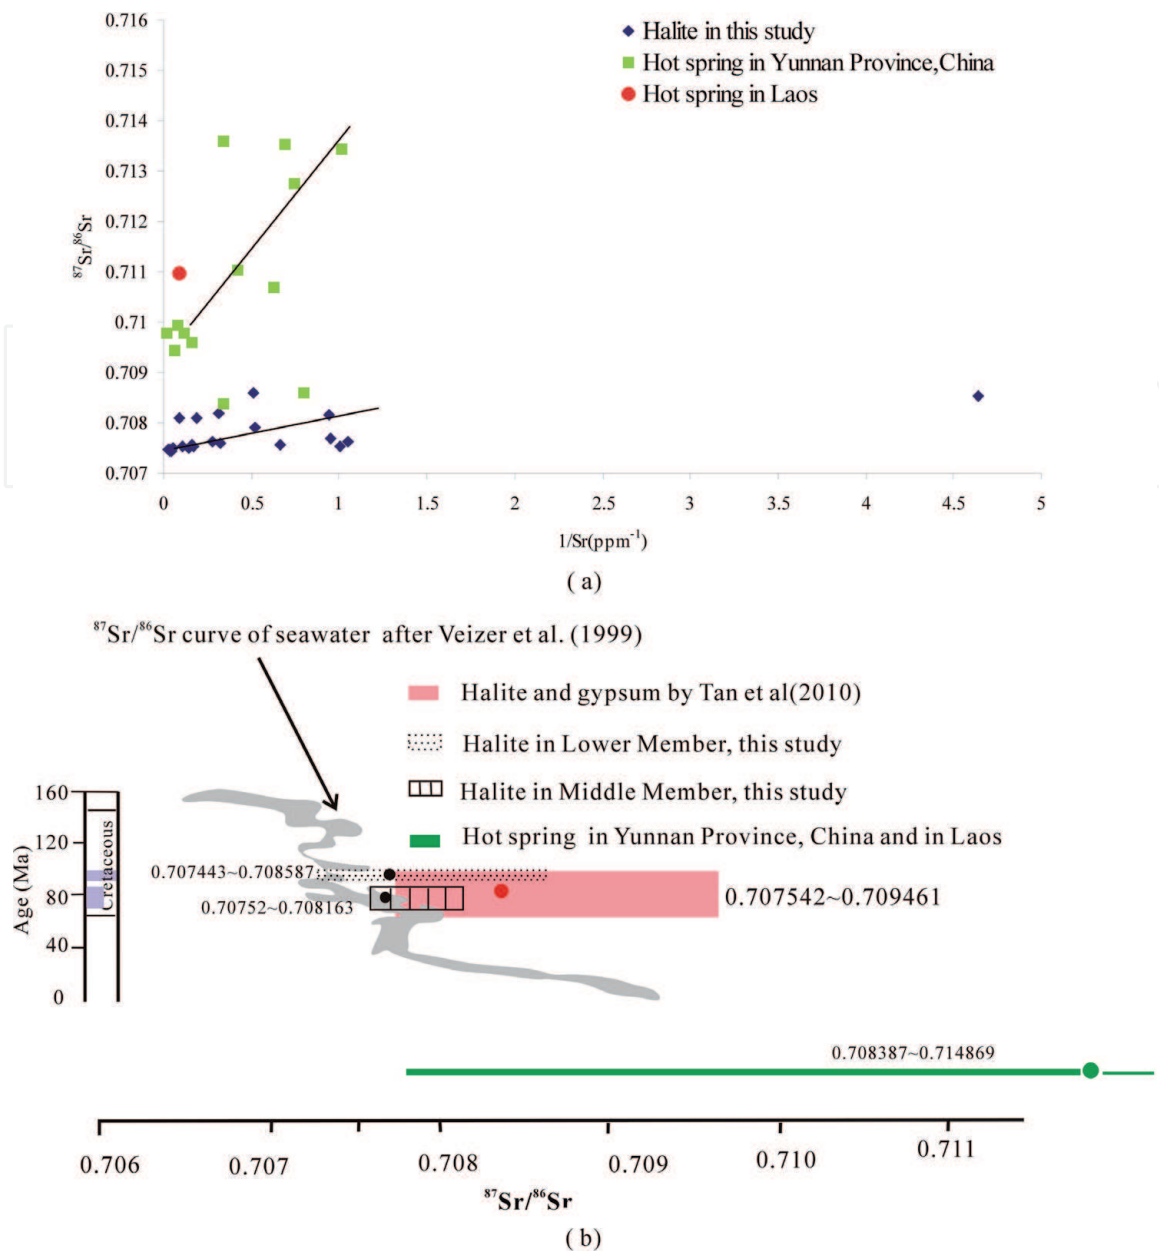 0.716
0.715
0.714
0.713
0.712
0.711
0.71
0.709
0.708
0.707
87Sr/86Sr
Halite in this study
Hot spring in Yunnan Province,China
Hot spring in Laos
0 0.5 1 1.5 2 2.5 3 3.5 4 4.5 5
1/Sr(ppm-1)
( a )
87Sr/86Sr curve of seawater after Veizer et al. (1999)
Halite and gypsum by Tan et al(2010)
Halite in Lower Member, this study
Halite in Middle Member, this study
Hot spring in Yunnan Province, China and in Laos
160
120
80
40
0
Age (Ma)
Cretaceous
0.707443~0.708587
0.70752~0.708163
0.707542~0.709461
0.708387~0.714869
0.706 0.707 0.708 0.709 0.710 0.711
87Sr/86Sr
( b )